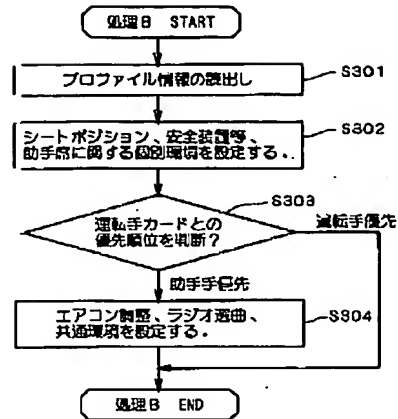 処理B START
プロファイル情報の読出し
S301
シートポジション、安全装置等、
助手席に関する個別環境を設定する.
S302
S303
運転手カードとの
優先順位を判断?
運転手優先
助手手優先
エアコン調整、ラジオ選曲、
共通環境を設定する.
S304
処理B END